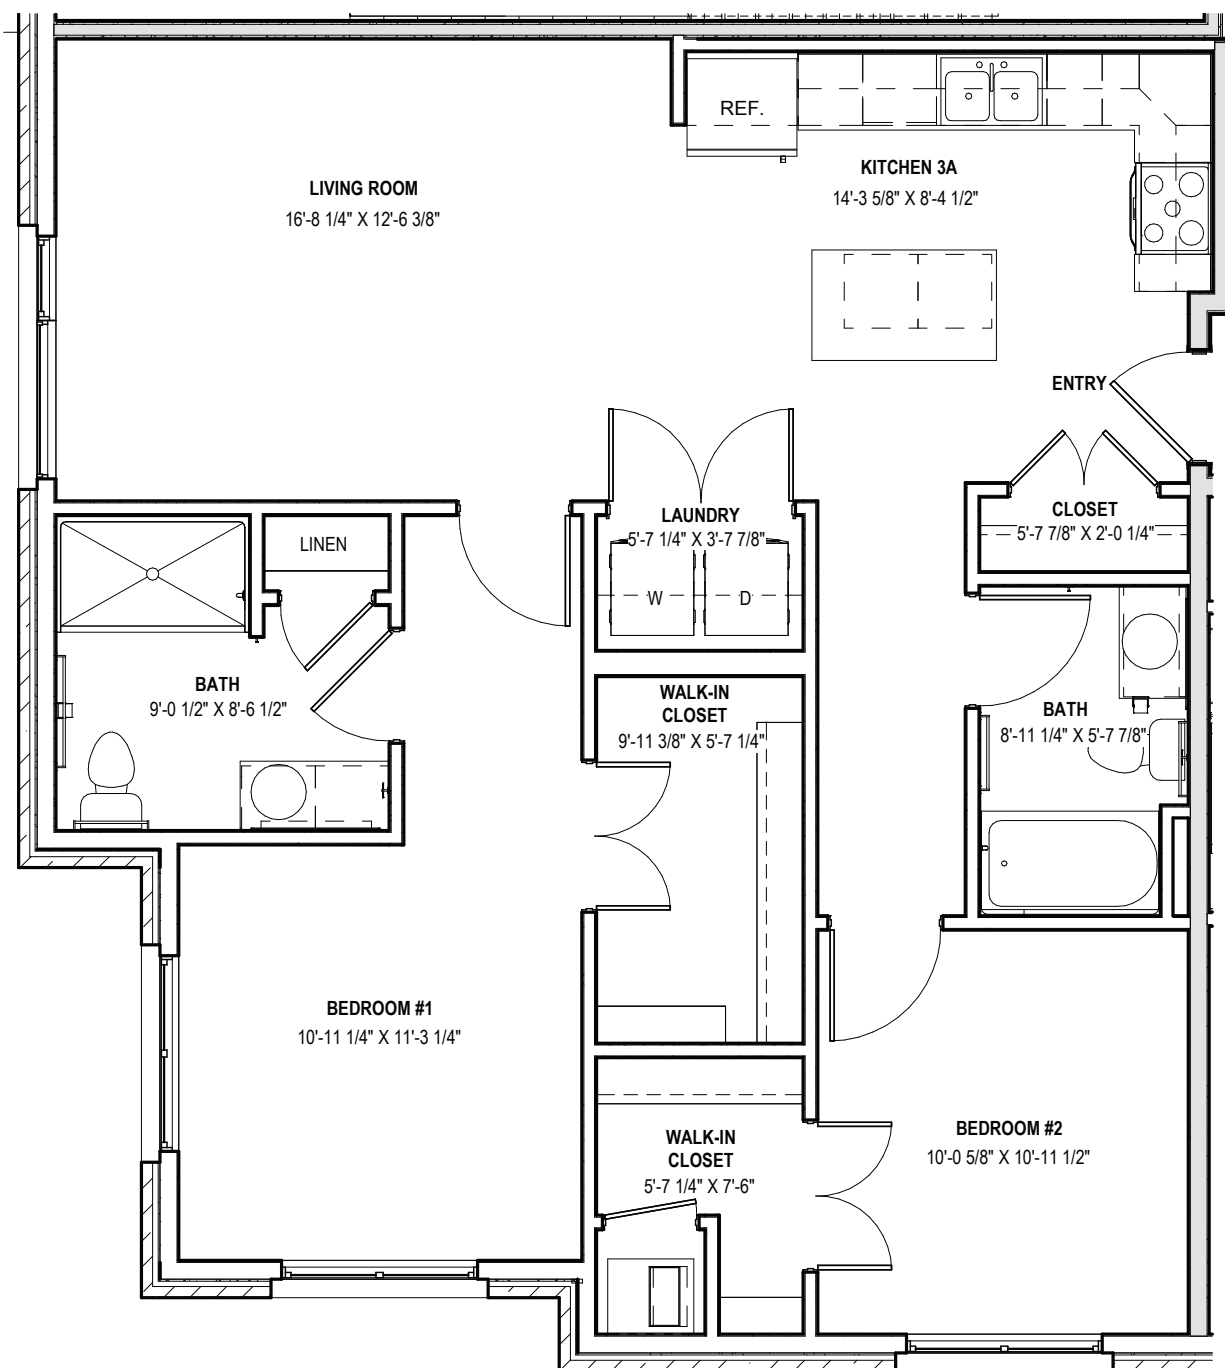 REF.
KITCHEN 3A
14'-3 5/8" X 8'-4 1/2"
LIVING ROOM
16'-8 1/4" X 12'-6 3/8"
ENTRY
CLOSET
5'-7 7/8" X 2'-0 1/4"
LAUNDRY
5'-7 1/4" X 3'-7 7/8"
W
D
LINEN
BATH
9'-0 1/2" X 8'-6 1/2"
WALK-IN
CLOSET
9'-11 3/8" X 5'-7 1/4"
BATH
8'-11 1/4" X 5'-7 7/8"
BEDROOM #1
10'-11 1/4" X 11'-3 1/4"
WALK-IN
CLOSET
5'-7 1/4" X 7'-6"
BEDROOM #2
10'-0 5/8" X 10'-11 1/2"